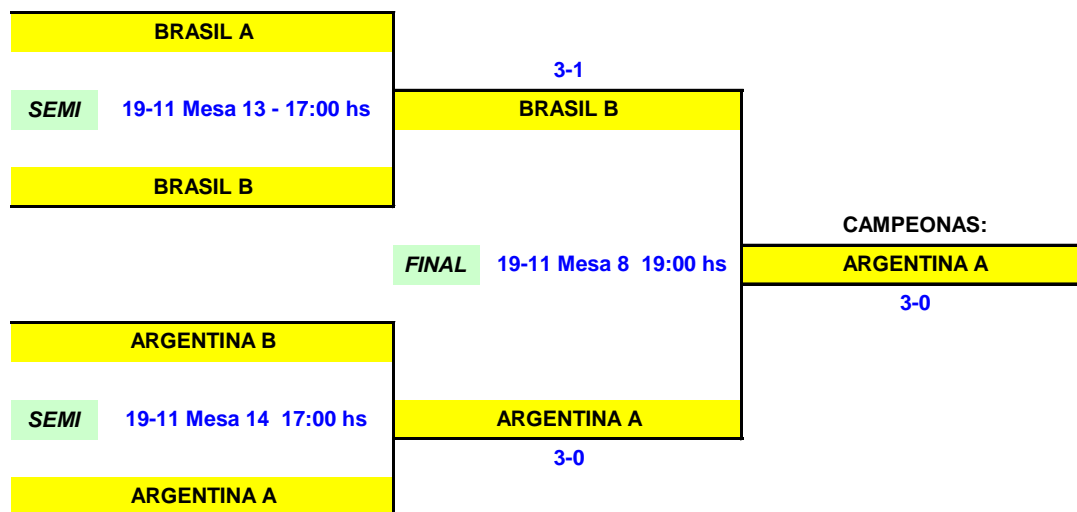 BRASIL A
3-1
SEMI 19-11 Mesa 13 - 17:00 hs
BRASIL B
BRASIL B
CAMPEONAS:
FINAL 19-11 Mesa 8 19:00 hs
ARGENTINA A
3-0
ARGENTINA B
SEMI 19-11 Mesa 14 17:00 hs
ARGENTINA A
3-0
ARGENTINA A